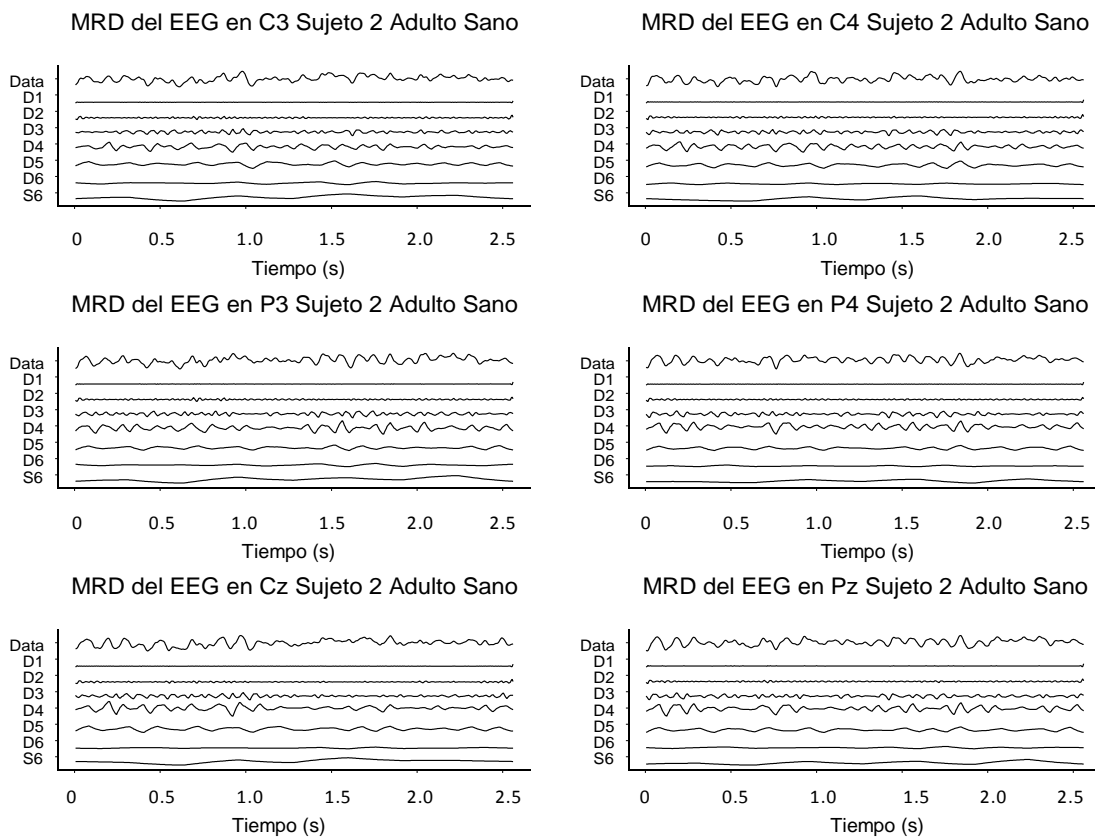 MRD del EEG en C3 Sujeto 2 Adulto Sano
Data
D1
D2
D3
D4
D5
D6
S6
0 0.5 1.0 1.5 2.0 2.5
Tiempo (s)
MRD del EEG en C4 Sujeto 2 Adulto Sano
Data
D1
D2
D3
D4
D5
D6
S6
0 0.5 1.0 1.5 2.0 2.5
Tiempo (s)
MRD del EEG en P3 Sujeto 2 Adulto Sano
Data
D1
D2
D3
D4
D5
D6
S6
0 0.5 1.0 1.5 2.0 2.5
Tiempo (s)
MRD del EEG en P4 Sujeto 2 Adulto Sano
Data
D1
D2
D3
D4
D5
D6
S6
0 0.5 1.0 1.5 2.0 2.5
Tiempo (s)
MRD del EEG en Cz Sujeto 2 Adulto Sano
Data
D1
D2
D3
D4
D5
D6
S6
0 0.5 1.0 1.5 2.0 2.5
Tiempo (s)
MRD del EEG en Pz Sujeto 2 Adulto Sano
Data
D1
D2
D3
D4
D5
D6
S6
0 0.5 1.0 1.5 2.0 2.5
Tiempo (s)